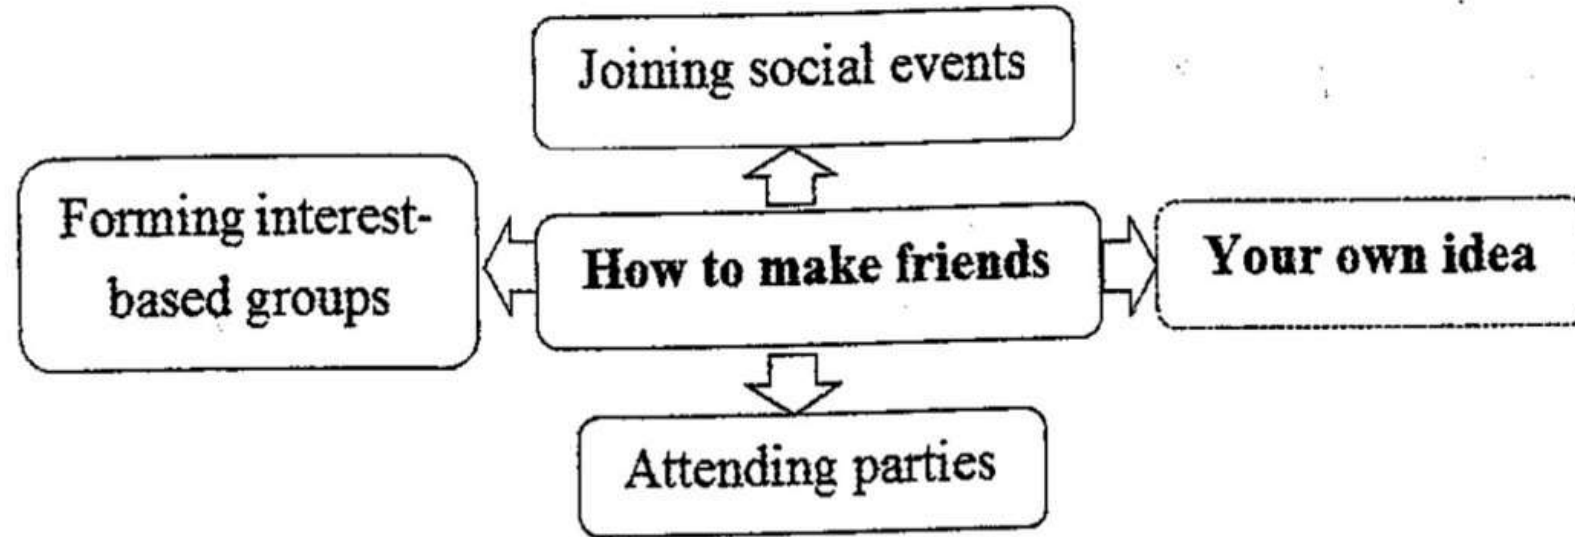 Joining social events
Forming interest-
based groups
How to make friends
Your own idea
Attending parties